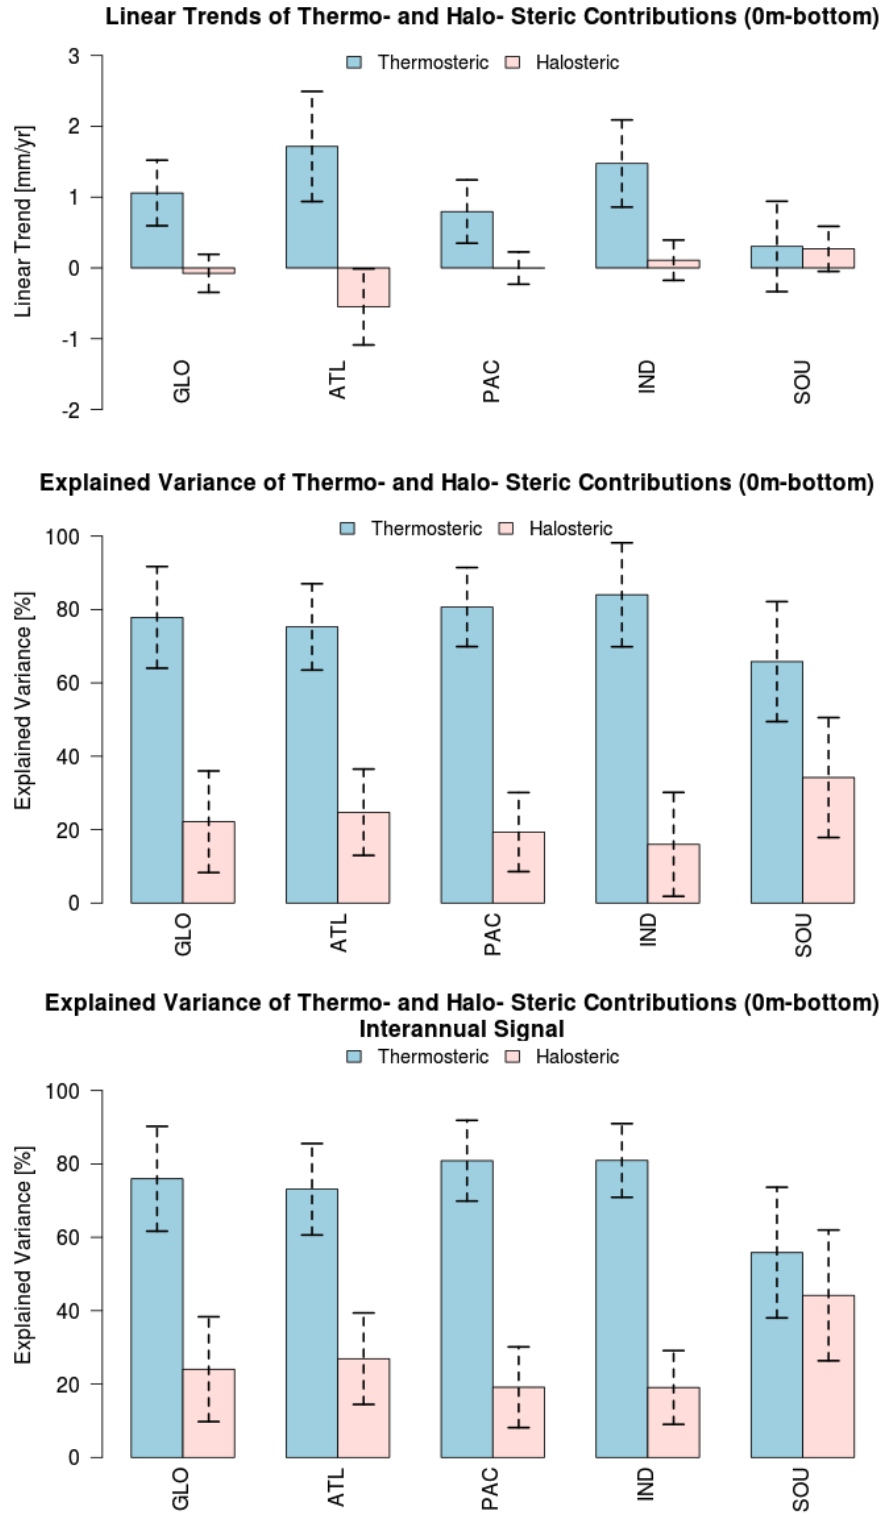 Linear Trends of Thermo- and Halo- Steric Contributions (0m-bottom)
Thermosteric Halosteric
Linear Trend [mm/yr]
3
2
1
0
-1
-2
GLO ATL PAC IND SOU
Explained Variance of Thermo- and Halo- Steric Contributions (0m-bottom)
Thermosteric Halosteric
Explained Variance [%]
100
80
60
40
20
0
GLO ATL PAC IND SOU
Explained Variance of Thermo- and Halo- Steric Contributions (0m-bottom)
Interannual Signal
Thermosteric Halosteric
Explained Variance [%]
100
80
60
40
20
0
GLO ATL PAC IND SOU